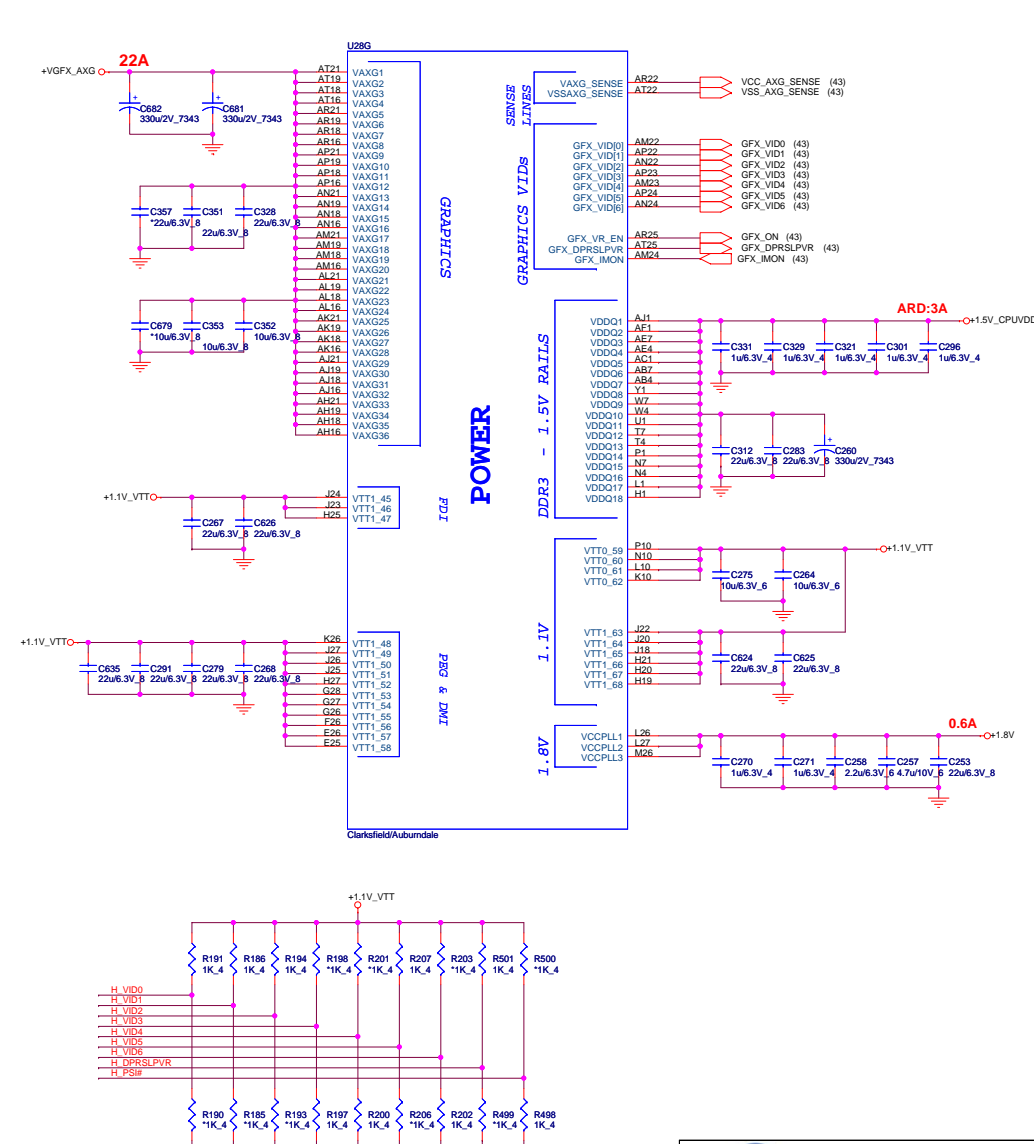 U28G
+VGFX_AXG
22A
C682
330u/2V_7343
C681
330u/2V_7343
C357
*22u/6.3V_8
C351
22u/6.3V_8
C328
22u/6.3V_8
C679
*10u/6.3V_8
C353
10u/6.3V_8
C352
10u/6.3V_8
AT21 VAXG1
AT19 VAXG2
AT18 VAXG3
AT16 VAXG4
AR21 VAXG5
AR19 VAXG6
AR18 VAXG7
AR16 VAXG8
AP21 VAXG9
AP19 VAXG10
AP18 VAXG11
AP16 VAXG12
AN21 VAXG13
AN19 VAXG14
AN18 VAXG15
AN16 VAXG16
AM21 VAXG17
AM19 VAXG18
AM18 VAXG19
AM16 VAXG20
AL21 VAXG21
AL19 VAXG22
AL18 VAXG23
AL16 VAXG24
AK21 VAXG25
AK19 VAXG26
AK18 VAXG27
AK16 VAXG28
AJ21 VAXG29
AJ19 VAXG30
AJ18 VAXG31
AJ16 VAXG32
AH21 VAXG33
AH19 VAXG34
AH18 VAXG35
AH16 VAXG36
GRAPHICS
POWER
SENSE
LINES
VAXG_SENSE AR22 VCC_AXG_SENSE (43)
VSSAXG_SENSE AT22 VSS_AXG_SENSE (43)
GRAPHICS VIDs
GFX_VID[0] AM22 GFX_VID0 (43)
GFX_VID[1] AP22 GFX_VID1 (43)
GFX_VID[2] AN22 GFX_VID2 (43)
GFX_VID[3] AP23 GFX_VID3 (43)
GFX_VID[4] AM23 GFX_VID4 (43)
GFX_VID[5] AP24 GFX_VID5 (43)
GFX_VID[6] AN24 GFX_VID6 (43)
GFX_VR_EN AR25 GFX_ON (43)
GFX_DPRSLPVR AT25 GFX_DPRSLPVR (43)
GFX_IMON AM24 GFX_IMON (43)
DDR3 - 1.5V RAILS
VDDQ1 AJ1
VDDQ2 AF1
VDDQ3 AE7
VDDQ4 AE4
VDDQ5 AC1
VDDQ6 AB7
VDDQ7 AB4
VDDQ8 Y1
VDDQ9 W7
VDDQ10 W4
VDDQ11 U1
VDDQ12 T7
VDDQ13 T4
VDDQ14 P1
VDDQ15 N7
VDDQ16 N4
VDDQ17 L1
VDDQ18 H1
ARD:3A
+1.5V_CPUVDD
C331
1u/6.3V_4
C329
1u/6.3V_4
C321
1u/6.3V_4
C301
1u/6.3V_4
C296
1u/6.3V_4
C312
22u/6.3V_8
C283
22u/6.3V_8
C260
330u/2V_7343
+1.1V_VTT
C267
22u/6.3V_8
C626
22u/6.3V_8
J24 VTT1_45
J23 VTT1_46
H25 VTT1_47
FDI
1.1V
VTT0_59 P10
VTT0_60 N10
VTT0_61 L10
VTT0_62 K10
+1.1V_VTT
C275
10u/6.3V_6
C264
10u/6.3V_6
VTT1_63 J22
VTT1_64 J20
VTT1_65 J18
VTT1_66 H21
VTT1_67 H20
VTT1_68 H19
C624
22u/6.3V_8
C625
22u/6.3V_8
+1.1V_VTT
C635
22u/6.3V_8
C291
22u/6.3V_8
C279
22u/6.3V_8
C268
22u/6.3V_8
K26 VTT1_48
J27 VTT1_49
J26 VTT1_50
J25 VTT1_51
H27 VTT1_52
G28 VTT1_53
G27 VTT1_54
G26 VTT1_55
F26 VTT1_56
E26 VTT1_57
E25 VTT1_58
PEG & DMI
1.8V
VCCPLL1 L26
VCCPLL2 L27
VCCPLL3 M26
0.6A
+1.8V
C270
1u/6.3V_4
C271
1u/6.3V_4
C258
2.2u/6.3V_6
C257
4.7u/10V_6
C253
22u/6.3V_8
Clarksfield/Auburndale
+1.1V_VTT
R191
1K_4
R186
1K_4
R194
1K_4
R198
*1K_4
R201
*1K_4
R207
1K_4
R203
*1K_4
R501
1K_4
R500
*1K_4
H_VID0
H_VID1
H_VID2
H_VID3
H_VID4
H_VID5
H_VID6
H_DPRSLPVR
H_PSI#
R190
*1K_4
R185
*1K_4
R193
*1K_4
R197
1K_4
R200
1K_4
R206
*1K_4
R202
1K_4
R499
*1K_4
R498
1K_4